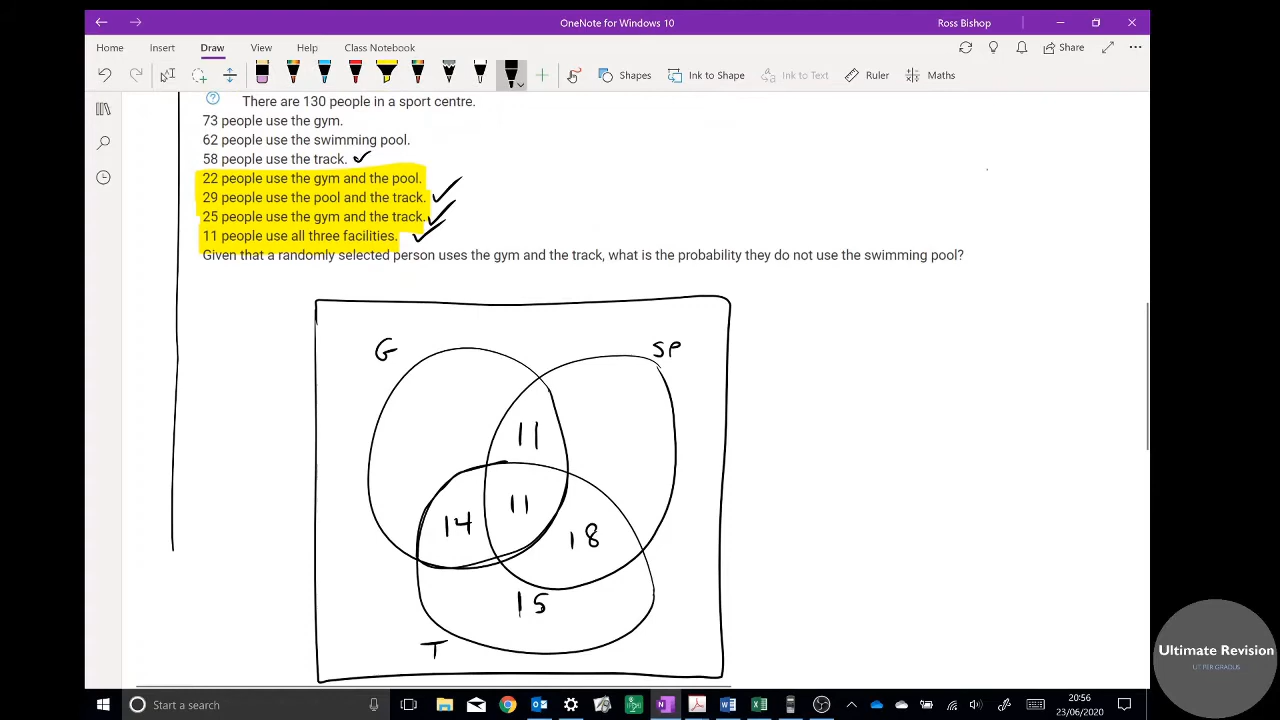 OneNote for Windows 10
Ross Bishop
Home Insert Draw View Help Class Notebook
Share
Shapes Ink to Shape Ink to Text Ruler Maths
There are 130 people in a sport centre.
73 people use the gym.
62 people use the swimming pool.
58 people use the track.
22 people use the gym and the pool.
29 people use the pool and the track.
25 people use the gym and the track.
11 people use all three facilities.
Given that a randomly selected person uses the gym and the track, what is the probability they do not use the swimming pool?
G
SP
11
11
14
18
15
T
Ultimate Revision
UT PER GRADUS
Start a search
20:56
23/06/2020